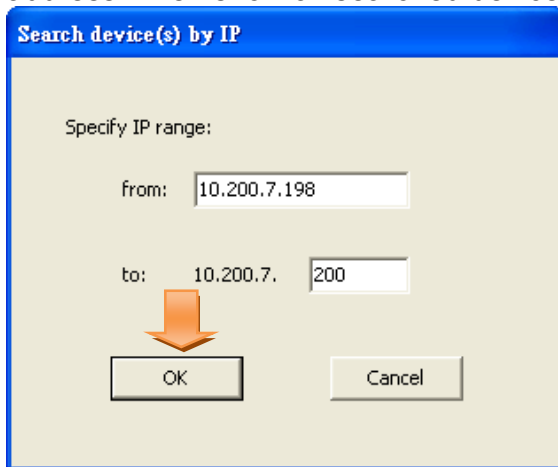 Search device(s) by IP
Specify IP range:
from: 10.200.7.198
to: 10.200.7. 200
OK Cancel